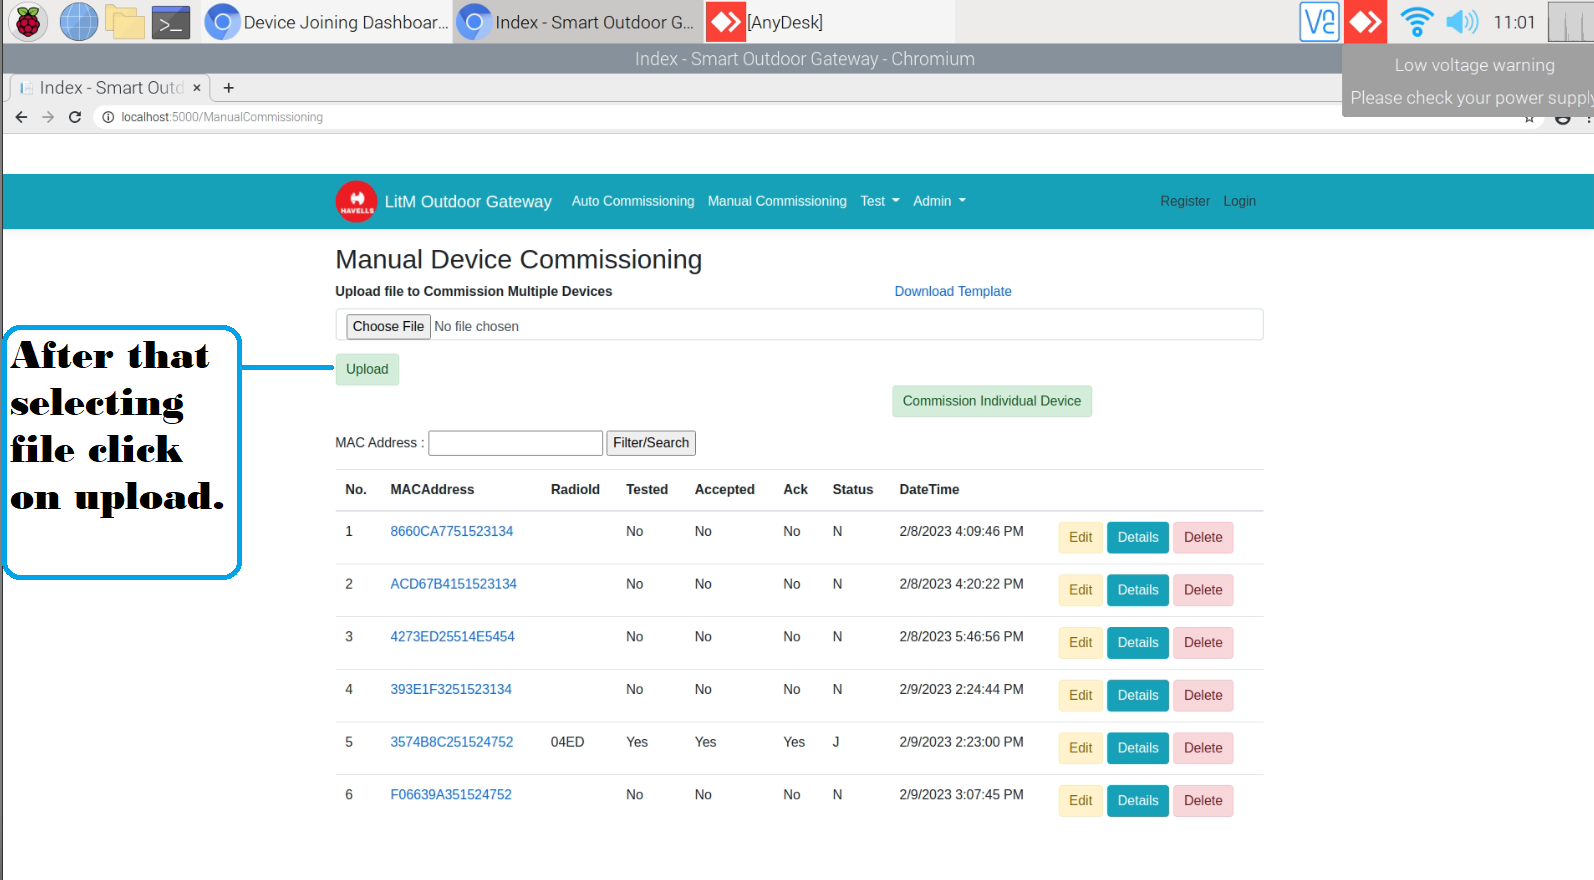 Device Joining Dashboar... Index - Smart Outdoor G... [AnyDesk] 11:01
Index - Smart Outdoor Gateway - Chromium
Low voltage warning
Please check your power supply
Index - Smart Outd × +
localhost:5000/ManualCommissioning
HAVELLS LitM Outdoor Gateway Auto Commissioning Manual Commissioning Test Admin Register Login
Manual Device Commissioning
Upload file to Commission Multiple Devices Download Template
Choose File No file chosen
After that
selecting
file click
on upload.
Upload
Commission Individual Device
MAC Address : Filter/Search
No. MACAddress RadioId Tested Accepted Ack Status DateTime
1 8660CA7751523134 No No No N 2/8/2023 4:09:46 PM Edit Details Delete
2 ACD67B4151523134 No No No N 2/8/2023 4:20:22 PM Edit Details Delete
3 4273ED25514E5454 No No No N 2/8/2023 5:46:56 PM Edit Details Delete
4 393E1F3251523134 No No No N 2/9/2023 2:24:44 PM Edit Details Delete
5 3574B8C251524752 04ED Yes Yes Yes J 2/9/2023 2:23:00 PM Edit Details Delete
6 F06639A351524752 No No No N 2/9/2023 3:07:45 PM Edit Details Delete